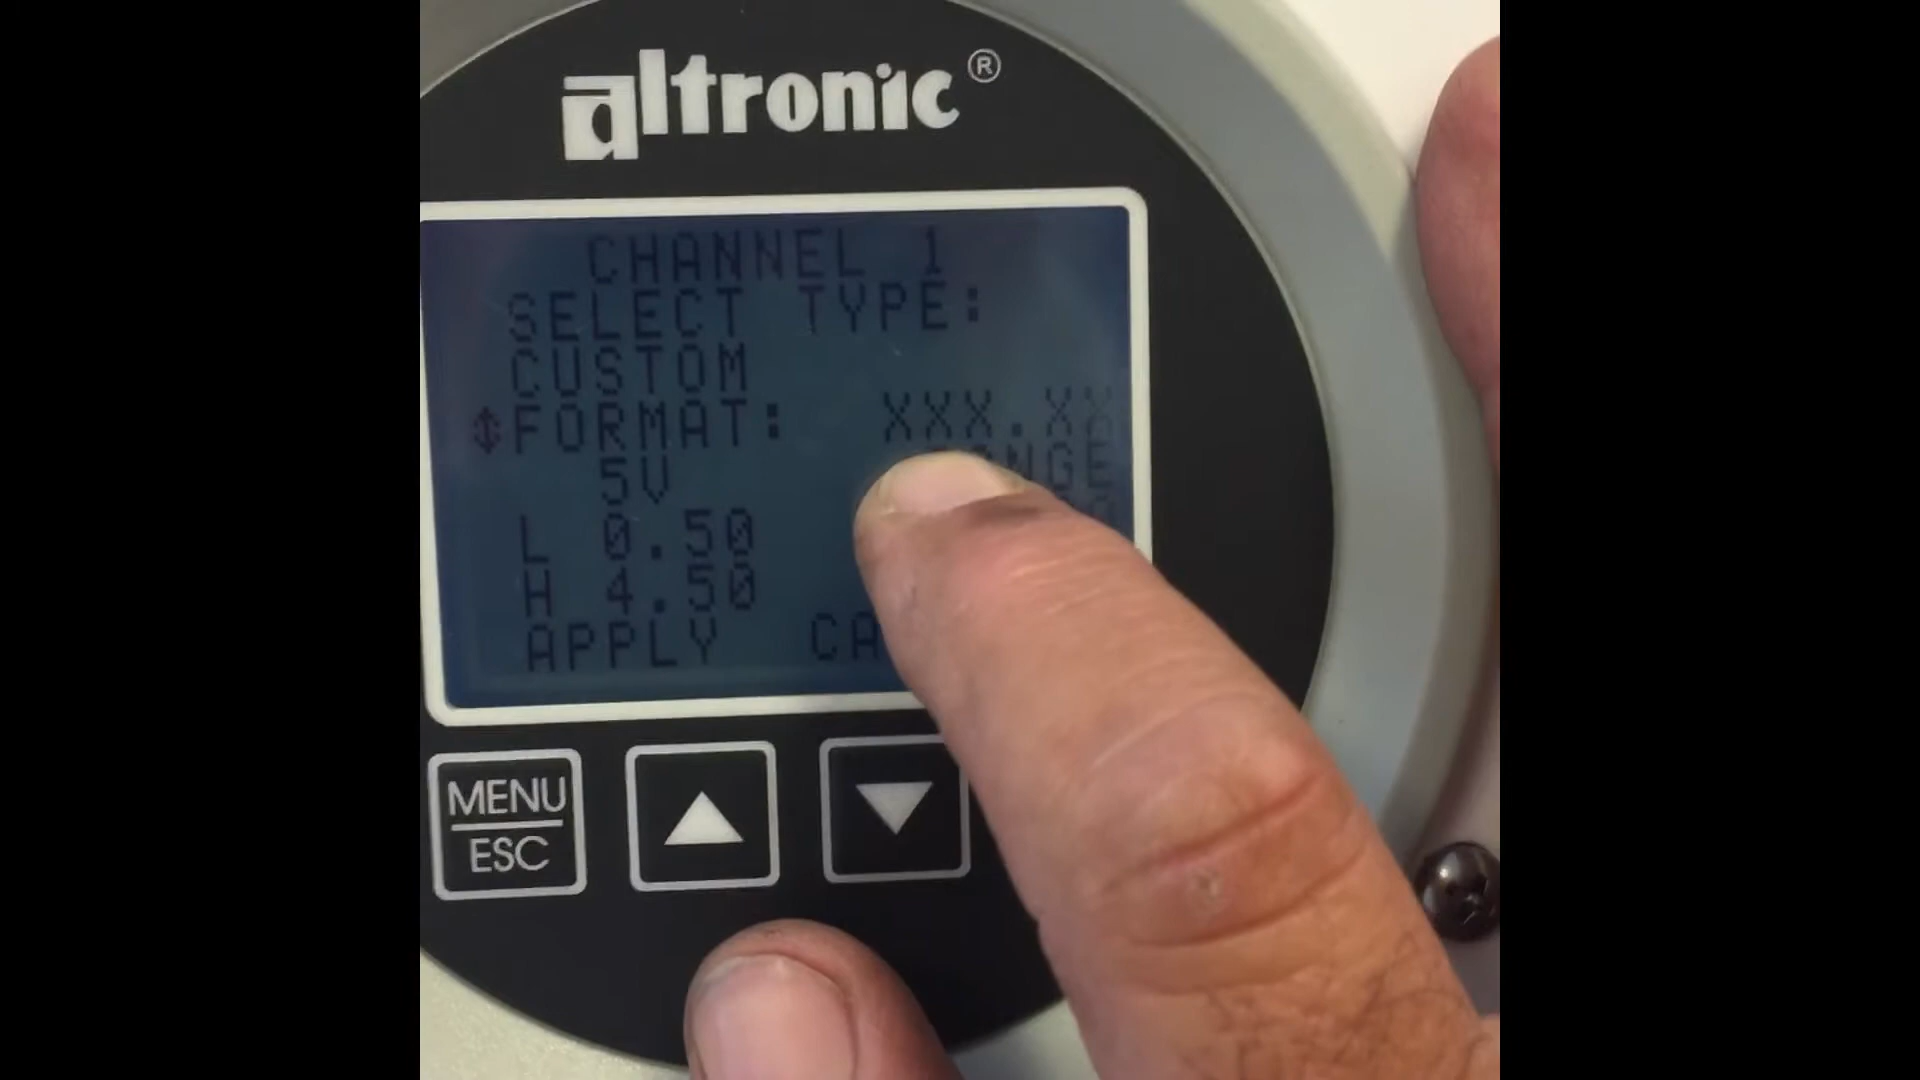 altronic ®
CHANNEL 1
SELECT TYPE:
CUSTOM
FORMAT: XXX.XX
5V
L 0.50
H 4.50
APPLY
MENU
ESC